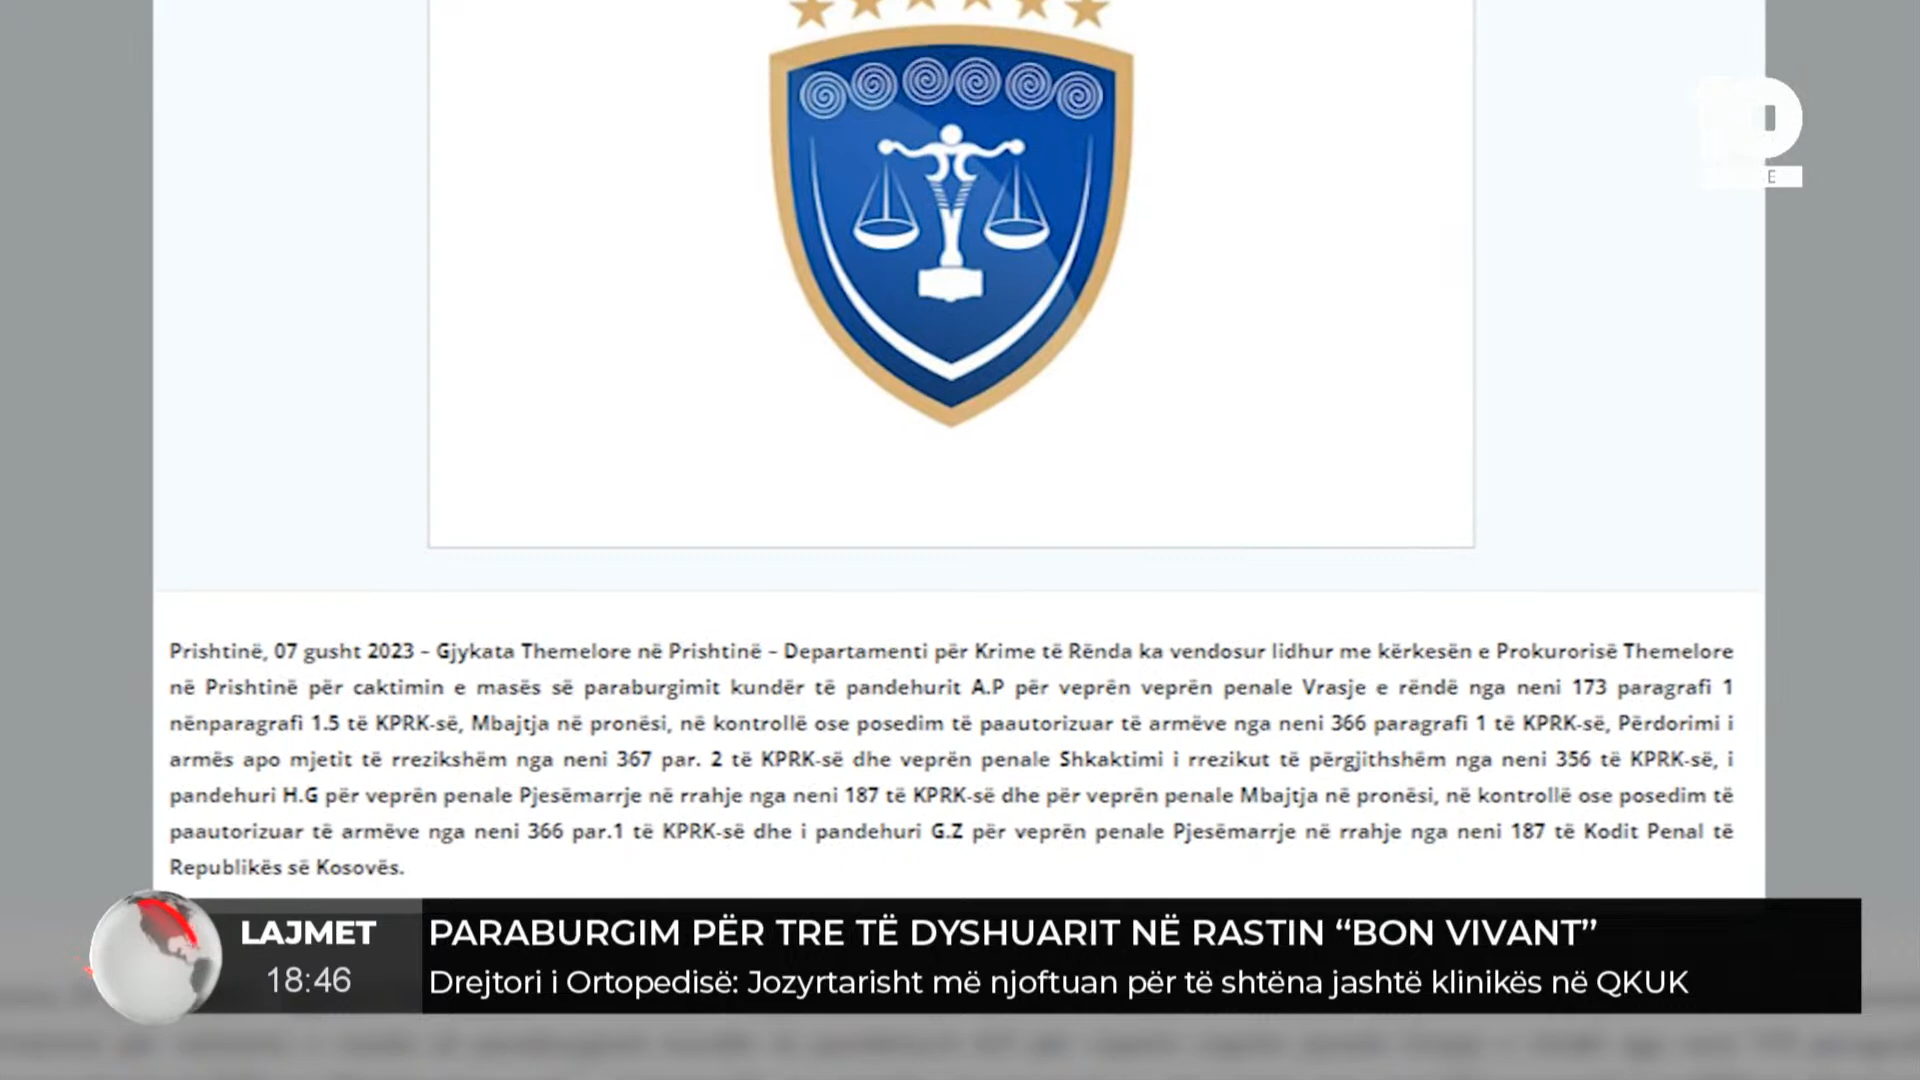 E
Prishtinë, 07 gusht 2023 – Gjykata Themelore në Prishtinë – Departamenti për Krime të Rënda ka vendosur lidhur me kërkesën e Prokurorisë Themelore
në Prishtinë për caktimin e masës së paraburgimit kundër të pandehurit A.P për veprën veprën penale Vrasje e rëndë nga neni 173 paragrafi 1
nënparagrafi 1.5 të KPRK-së, Mbajtja në pronësi, në kontrollë ose posedim të paautorizuar të armëve nga neni 366 paragrafi 1 të KPRK-së, Përdorimi i
armës apo mjetit të rrezikshëm nga neni 367 par. 2 të KPRK-së dhe veprën penale Shkaktimi i rrezikut të përgjithshëm nga neni 356 të KPRK-së, i
pandehuri H.G për veprën penale Pjesëmarrje në rrahje nga neni 187 të KPRK-së dhe për veprën penale Mbajtja në pronësi, në kontrollë ose posedim të
paautorizuar të armëve nga neni 366 par.1 të KPRK-së dhe i pandehuri G.Z për veprën penale Pjesëmarrje në rrahje nga neni 187 të Kodit Penal të
Republikës së Kosovës.
LAJMET
18:46
PARABURGIM PËR TRE TË DYSHUARIT NË RASTIN “BON VIVANT”
Drejtori i Ortopedisë: Jozyrtarisht më njoftuan për të shtëna jashtë klinikës në QKUK